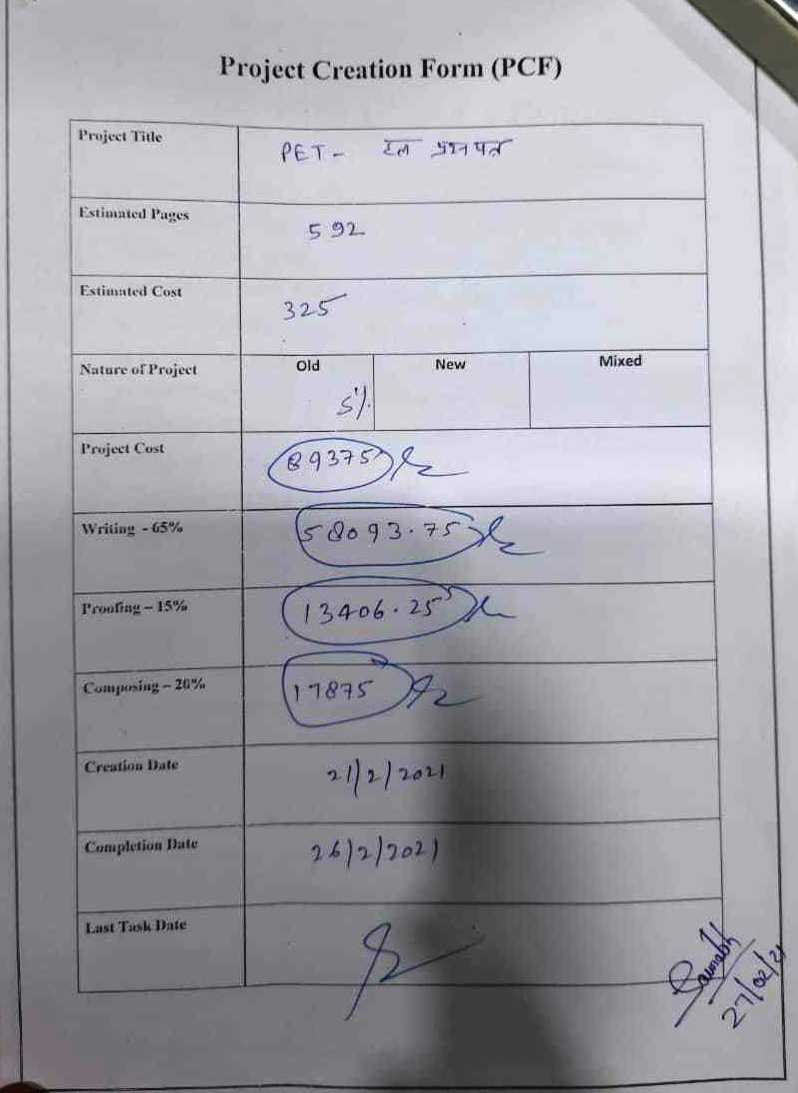 Project Creation Form (PCF)
Project Title
PET - हल प्रश्न पत्र
Estimated Pages
592
Estimated Cost
325
Nature of Project
Old New Mixed
5%
Project Cost
89375
Writing - 65%
58093.75
Proofing – 15%
13406.25
Composing – 20%
17875
Creation Date
21/2/2021
Completion Date
26/2/2021
Last Task Date
Saurabh
27/02/21